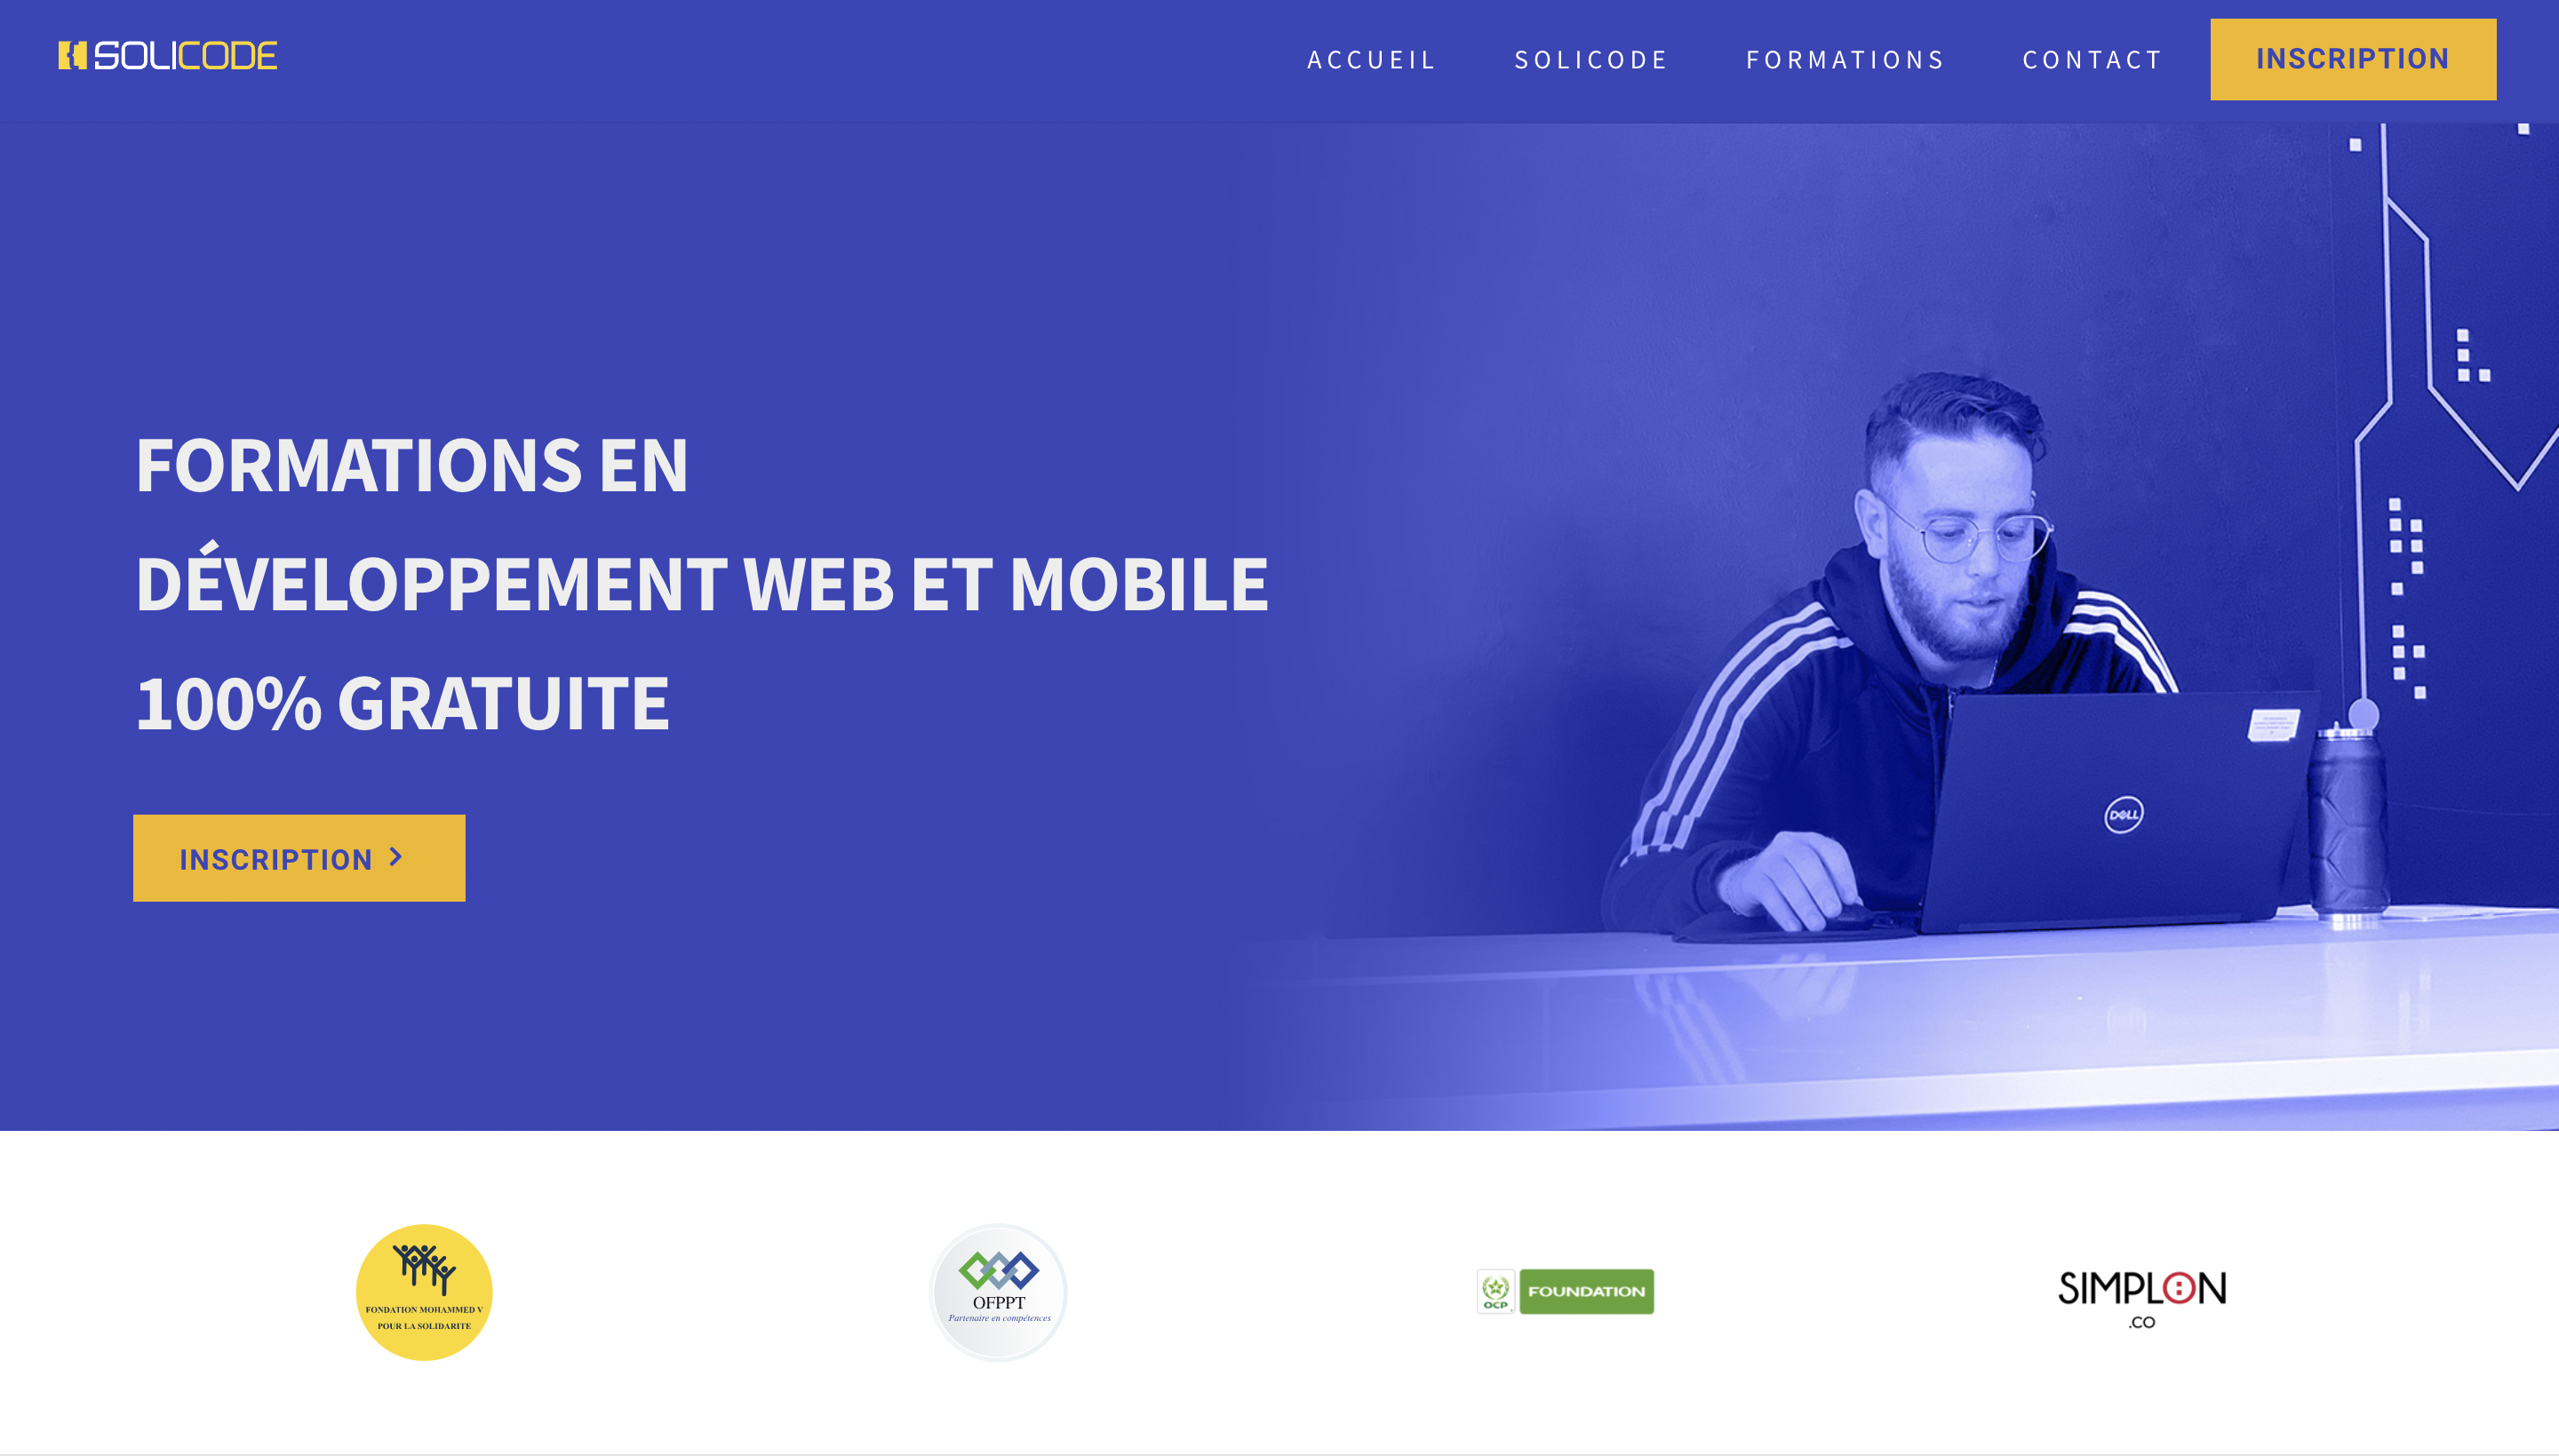 SOLICODE
ACCUEIL
SOLICODE
FORMATIONS
CONTACT
INSCRIPTION
FORMATIONS EN
DÉVELOPPEMENT WEB ET MOBILE
100% GRATUITE
INSCRIPTION
DELL
FONDATION MOHAMMED V
POUR LA SOLIDARITE
OFPPT
Partenaire en compétences
OCP
FOUNDATION
SIMPLON
.CO